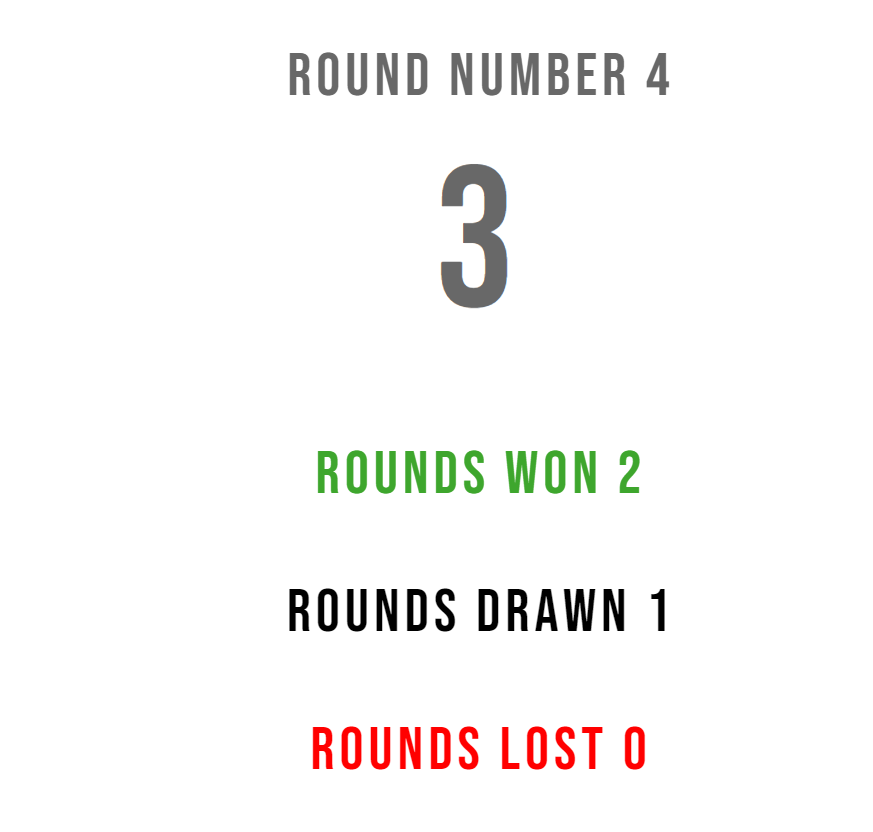 ROUND NUMBER 4
3
ROUNDS WON 2
ROUNDS DRAWN 1
ROUNDS LOST 0